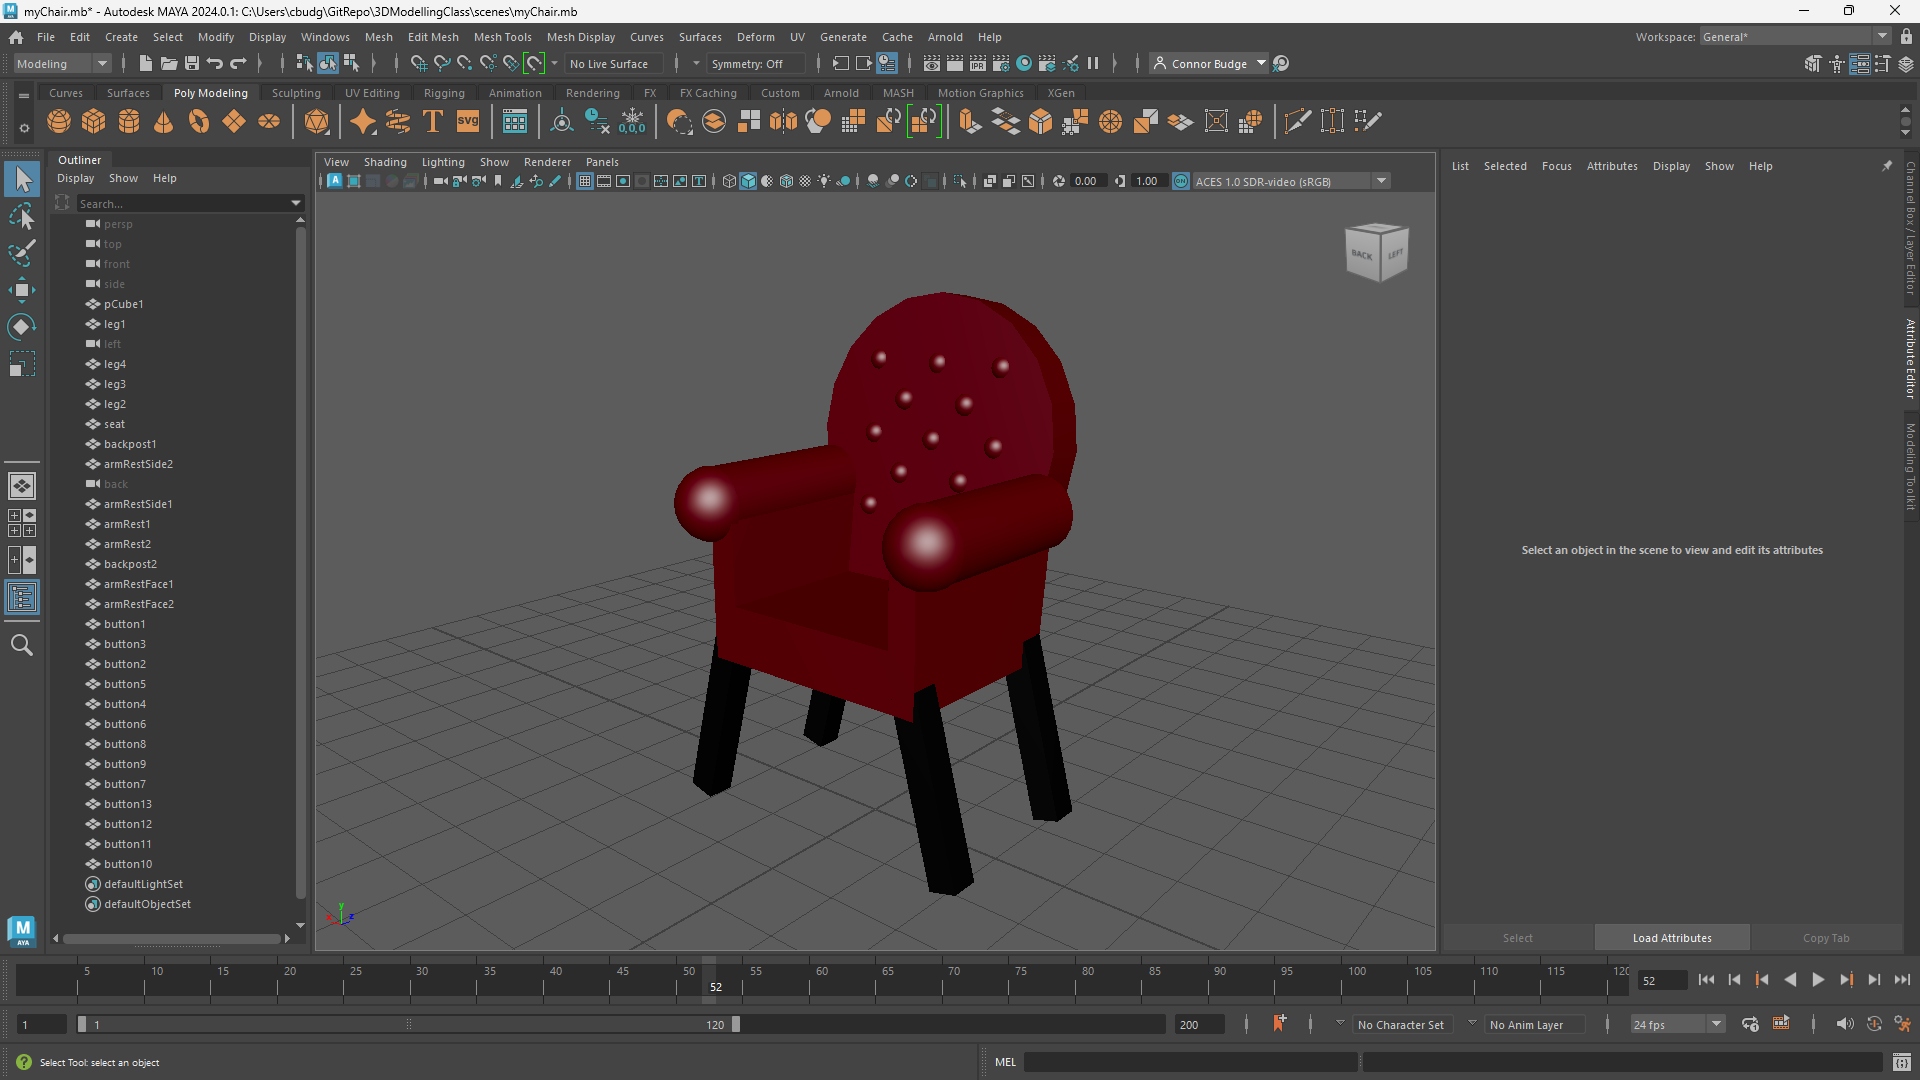 myChair.mb* - Autodesk MAYA 2024.0.1: C:\Users\cbudg\GitRepo\3DModellingClass\scenes\myChair.mb
File Edit Create Select Modify Display Windows Mesh Edit Mesh Mesh Tools Mesh Display Curves Surfaces Deform UV Generate Cache Arnold Help
Workspace: General*
Modeling No Live Surface Symmetry: Off Connor Budge
Curves Surfaces Poly Modeling Sculpting UV Editing Rigging Animation Rendering FX FX Caching Custom Arnold MASH Motion Graphics XGen
T SVG 0,0,0
Outliner
Display Show Help
Search...
persp
top
front
side
pCube1
leg1
left
leg4
leg3
leg2
seat
backpost1
armRestSide2
back
armRestSide1
armRest1
armRest2
backpost2
armRestFace1
armRestFace2
button1
button3
button2
button5
button4
button6
button8
button9
button7
button13
button12
button11
button10
defaultLightSet
defaultObjectSet
View Shading Lighting Show Renderer Panels
0.00 1.00 ON ACES 1.0 SDR-video (sRGB)
BACK LEFT
y
x z
List Selected Focus Attributes Display Show Help
Select an object in the scene to view and edit its attributes
Select Load Attributes Copy Tab
Channel Box / Layer Editor
Attribute Editor
Modeling Toolkit
M
AYA
5 10 15 20 25 30 35 40 45 50 55 60 65 70 75 80 85 90 95 100 105 110 115 120
52
52
1 1 120 200 No Character Set No Anim Layer 24 fps
Select Tool: select an object
MEL